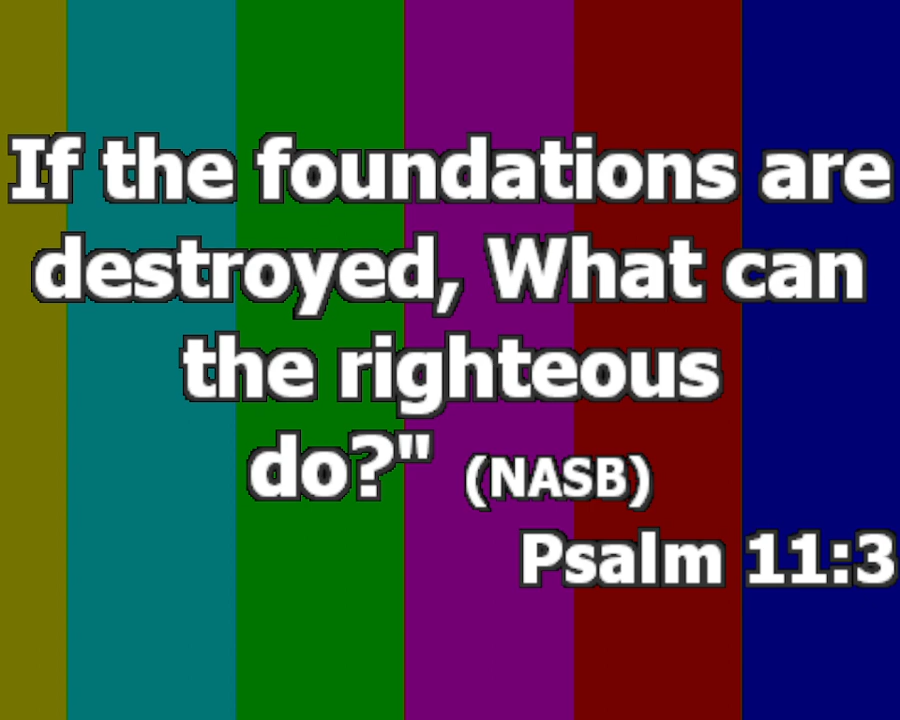 If the foundations are
destroyed, What can
the righteous
do?" (NASB)
Psalm 11:3